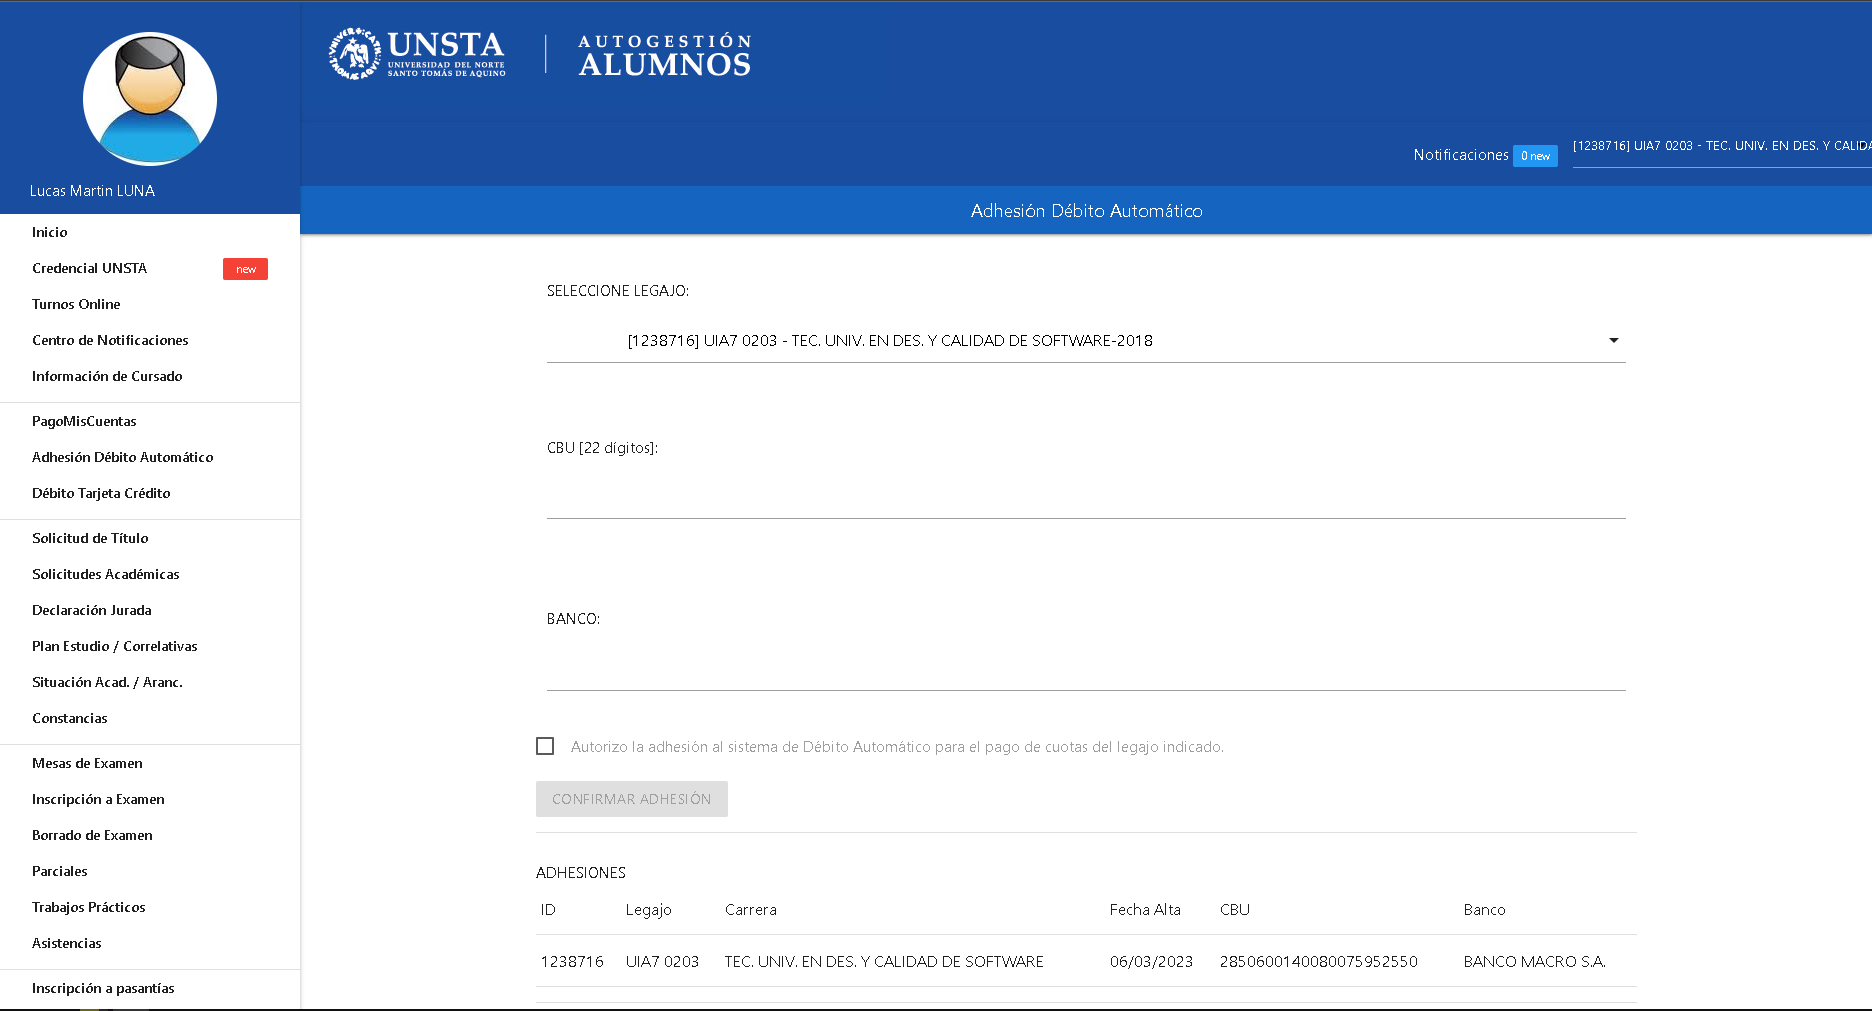 Lucas Martin LUNA
Inicio
Credencial UNSTA new
Turnos Online
Centro de Notificaciones
Información de Cursado
PagoMisCuentas
Adhesión Débito Automático
Débito Tarjeta Crédito
Solicitud de Título
Solicitudes Académicas
Declaración Jurada
Plan Estudio / Correlativas
Situación Acad. / Aranc.
Constancias
Mesas de Examen
Inscripción a Examen
Borrado de Examen
Parciales
Trabajos Prácticos
Asistencias
Inscripción a pasantías
UNSTA
UNIVERSIDAD DEL NORTE
SANTO TOMÁS DE AQUINO
AUTOGESTIÓN
ALUMNOS
Notificaciones 0 new [1238716] UIA7 0203 - TEC. UNIV. EN DES. Y CALIDA
Adhesión Débito Automático
SELECCIONE LEGAJO:
[1238716] UIA7 0203 - TEC. UNIV. EN DES. Y CALIDAD DE SOFTWARE-2018
CBU [22 dígitos]:
BANCO:
Autorizo la adhesión al sistema de Débito Automático para el pago de cuotas del legajo indicado.
CONFIRMAR ADHESIÓN
ADHESIONES
ID Legajo Carrera Fecha Alta CBU Banco
1238716 UIA7 0203 TEC. UNIV. EN DES. Y CALIDAD DE SOFTWARE 06/03/2023 2850600140080075952550 BANCO MACRO S.A.